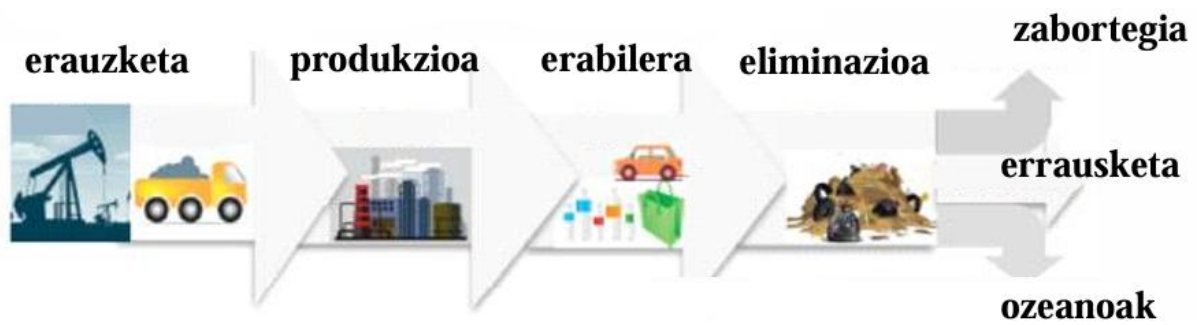 erauzketa
produkzioa
erabilera
eliminazioa
zabortegia
errausketa
ozeanoak